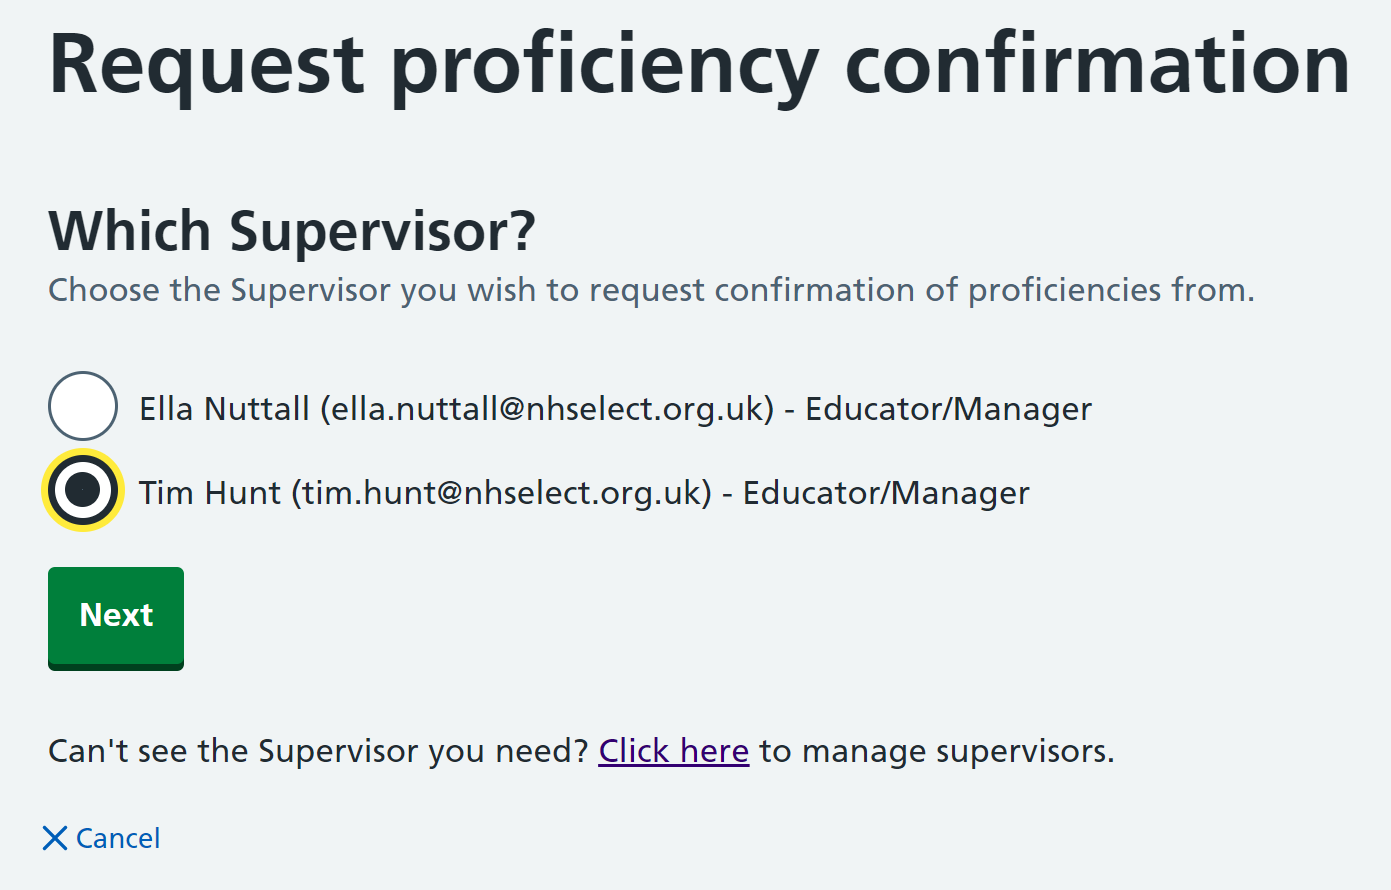 Request proficiency confirmation
Which Supervisor?
Choose the Supervisor you wish to request confirmation of proficiencies from.
Ella Nuttall (ella.nuttall@nhselect.org.uk) - Educator/Manager
Tim Hunt (tim.hunt@nhselect.org.uk) - Educator/Manager
Next
Can't see the Supervisor you need? Click here to manage supervisors.
Cancel